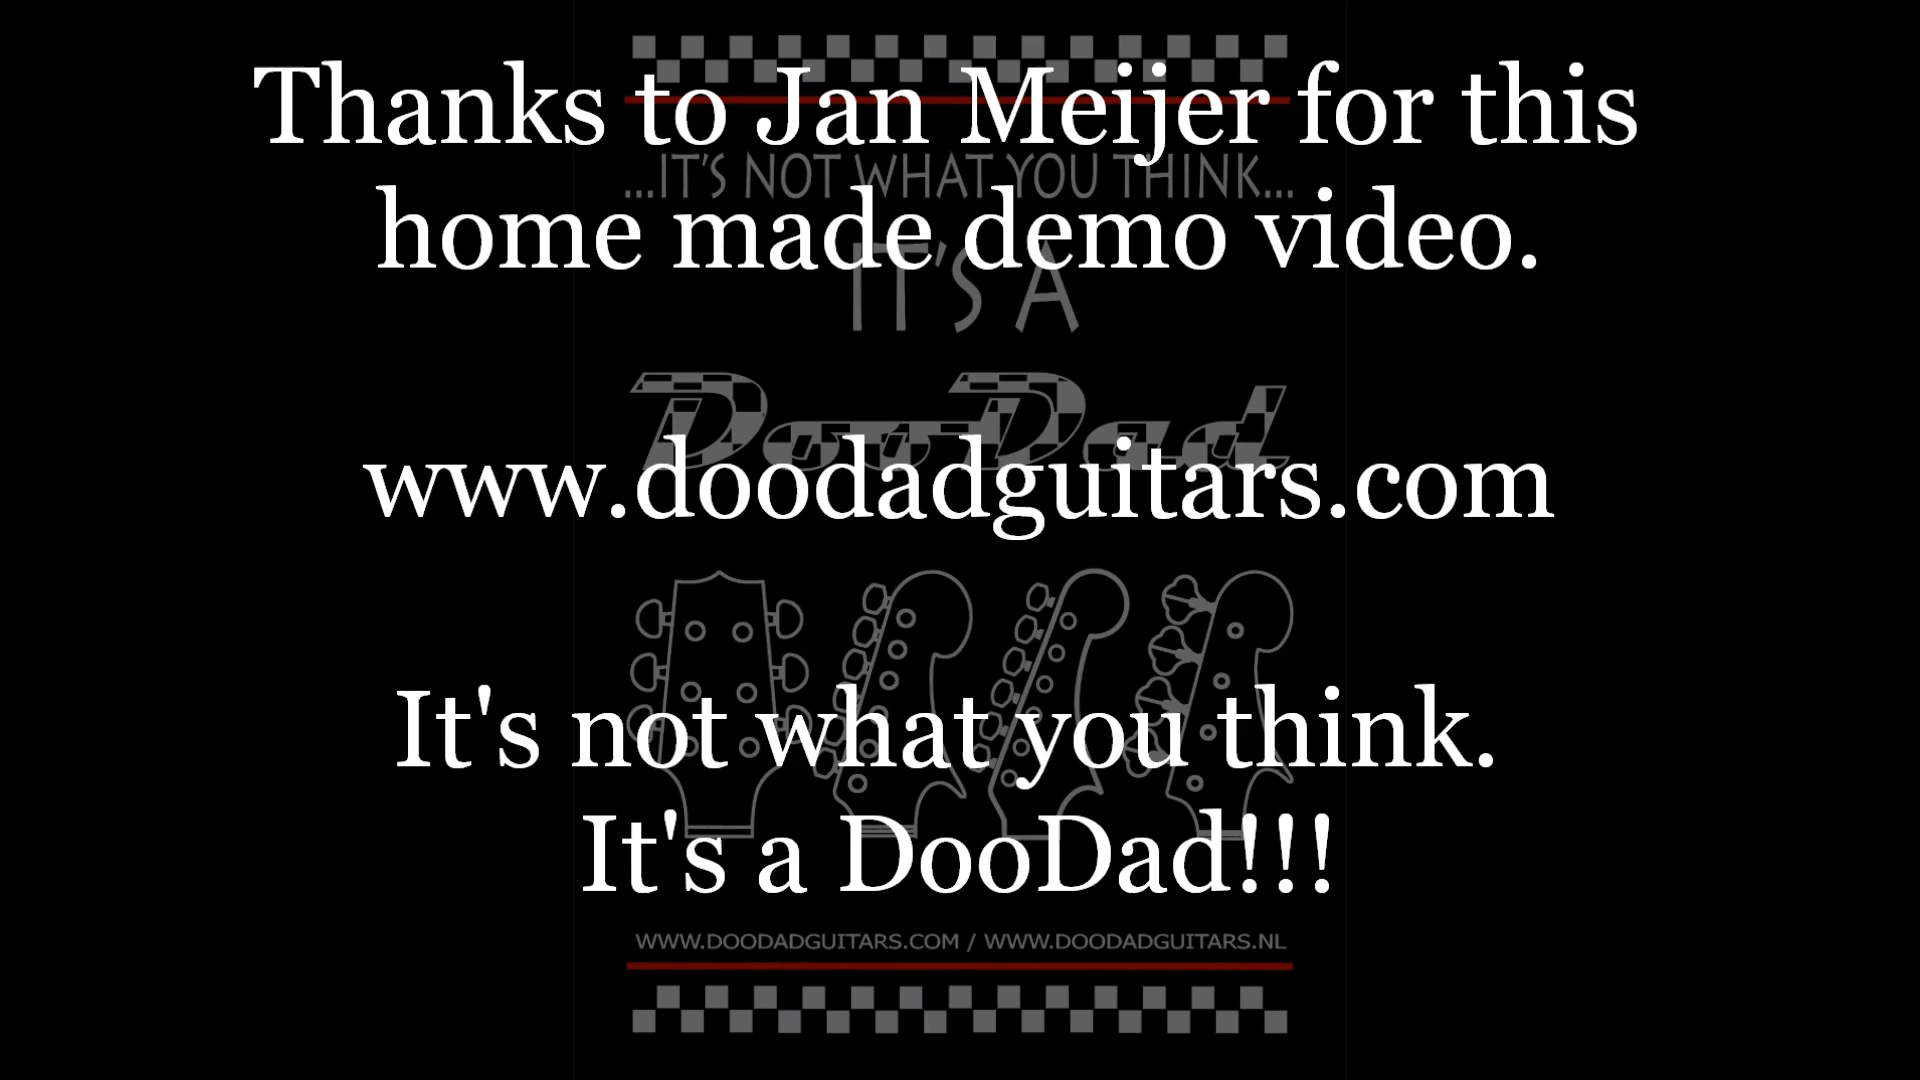 Thanks to Jan Meijer for this
...IT'S NOT WHAT YOU THINK...
home made demo video.
IT'S A
DooDad
www.doodadguitars.com
It's not what you think.
It's a DooDad!!!
WWW.DOODADGUITARS.COM / WWW.DOODADGUITARS.NL